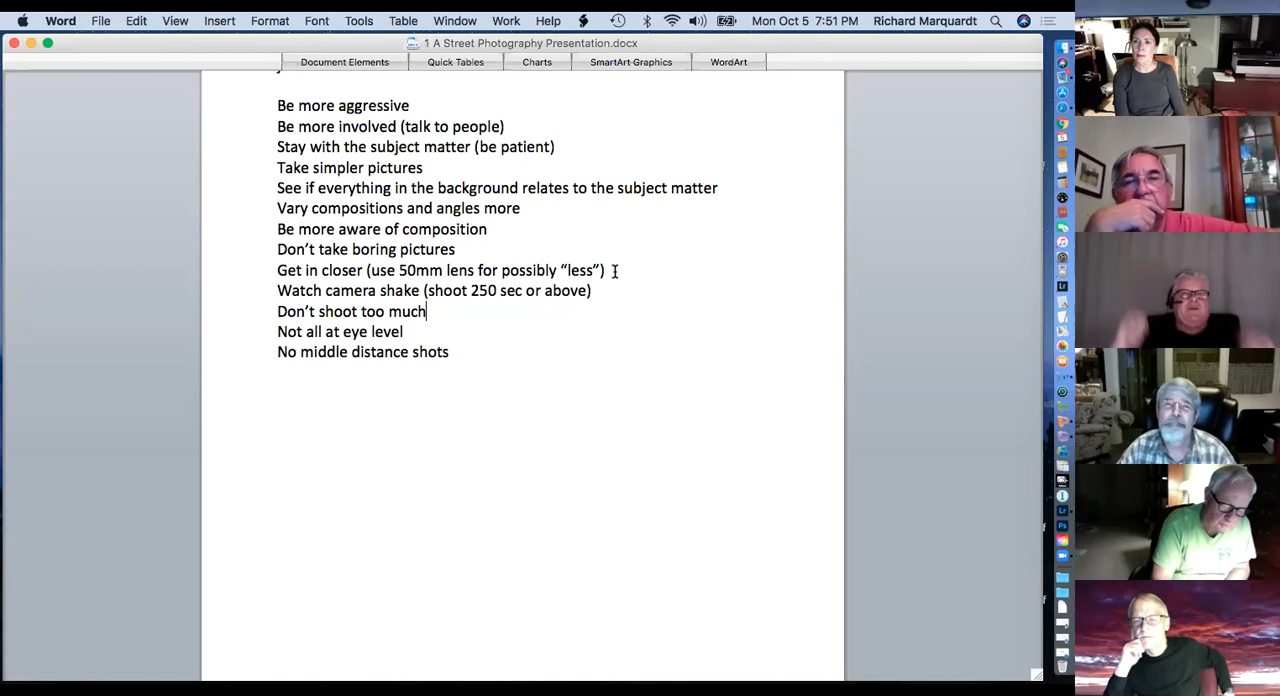 Word File Edit View Insert Format Font Tools Table Window Work Help Mon Oct 5 7:51 PM Richard Marquardt
1 A Street Photography Presentation.docx
Document Elements Quick Tables Charts SmartArt Graphics WordArt
Be more aggressive
Be more involved (talk to people)
Stay with the subject matter (be patient)
Take simpler pictures
See if everything in the background relates to the subject matter
Vary compositions and angles more
Be more aware of composition
Don’t take boring pictures
Get in closer (use 50mm lens for possibly “less”)
Watch camera shake (shoot 250 sec or above)
Don’t shoot too much
Not all at eye level
No middle distance shots